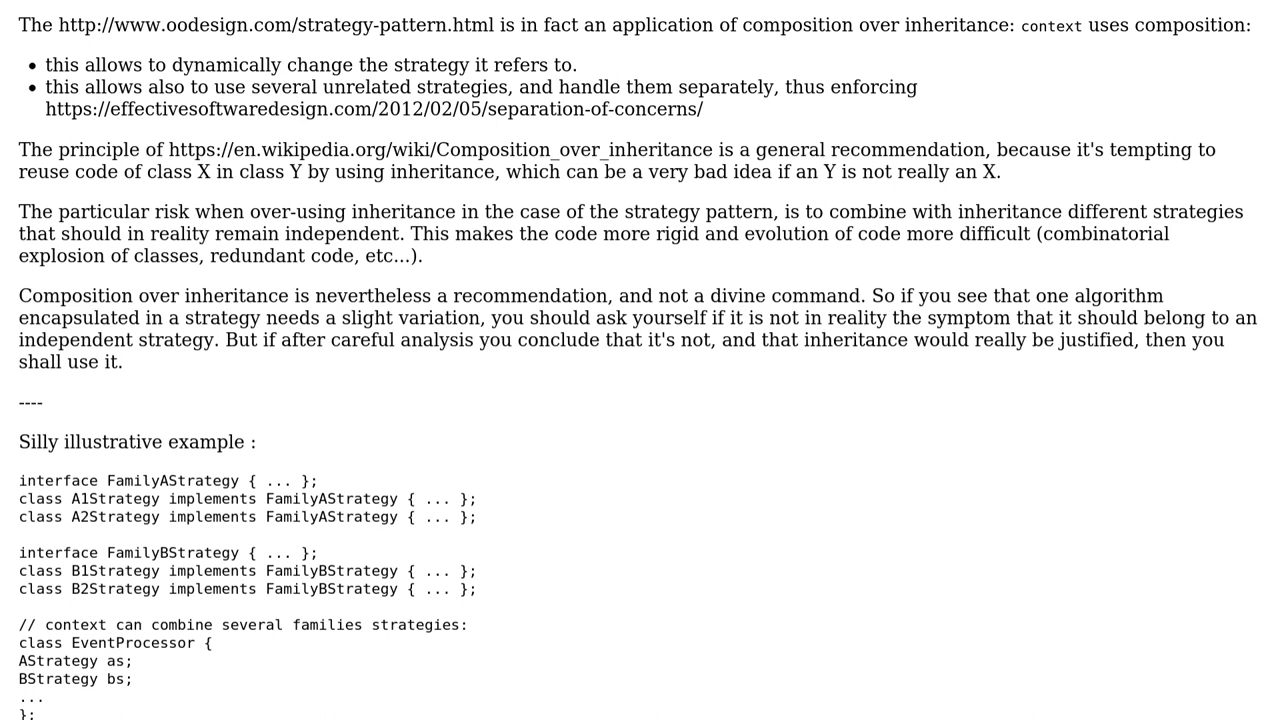 The http://www.oodesign.com/strategy-pattern.html is in fact an application of composition over inheritance: context uses composition:
• this allows to dynamically change the strategy it refers to.
• this allows also to use several unrelated strategies, and handle them separately, thus enforcing
https://effectivesoftwaredesign.com/2012/02/05/separation-of-concerns/
The principle of https://en.wikipedia.org/wiki/Composition_over_inheritance is a general recommendation, because it's tempting to
reuse code of class X in class Y by using inheritance, which can be a very bad idea if an Y is not really an X.
The particular risk when over-using inheritance in the case of the strategy pattern, is to combine with inheritance different strategies
that should in reality remain independent. This makes the code more rigid and evolution of code more difficult (combinatorial
explosion of classes, redundant code, etc...).
Composition over inheritance is nevertheless a recommendation, and not a divine command. So if you see that one algorithm
encapsulated in a strategy needs a slight variation, you should ask yourself if it is not in reality the symptom that it should belong to an
independent strategy. But if after careful analysis you conclude that it's not, and that inheritance would really be justified, then you
shall use it.
----
Silly illustrative example :
interface FamilyAStrategy { ... };
class A1Strategy implements FamilyAStrategy { ... };
class A2Strategy implements FamilyAStrategy { ... };
interface FamilyBStrategy { ... };
class B1Strategy implements FamilyBStrategy { ... };
class B2Strategy implements FamilyBStrategy { ... };
// context can combine several families strategies:
class EventProcessor {
AStrategy as;
BStrategy bs;
...
};